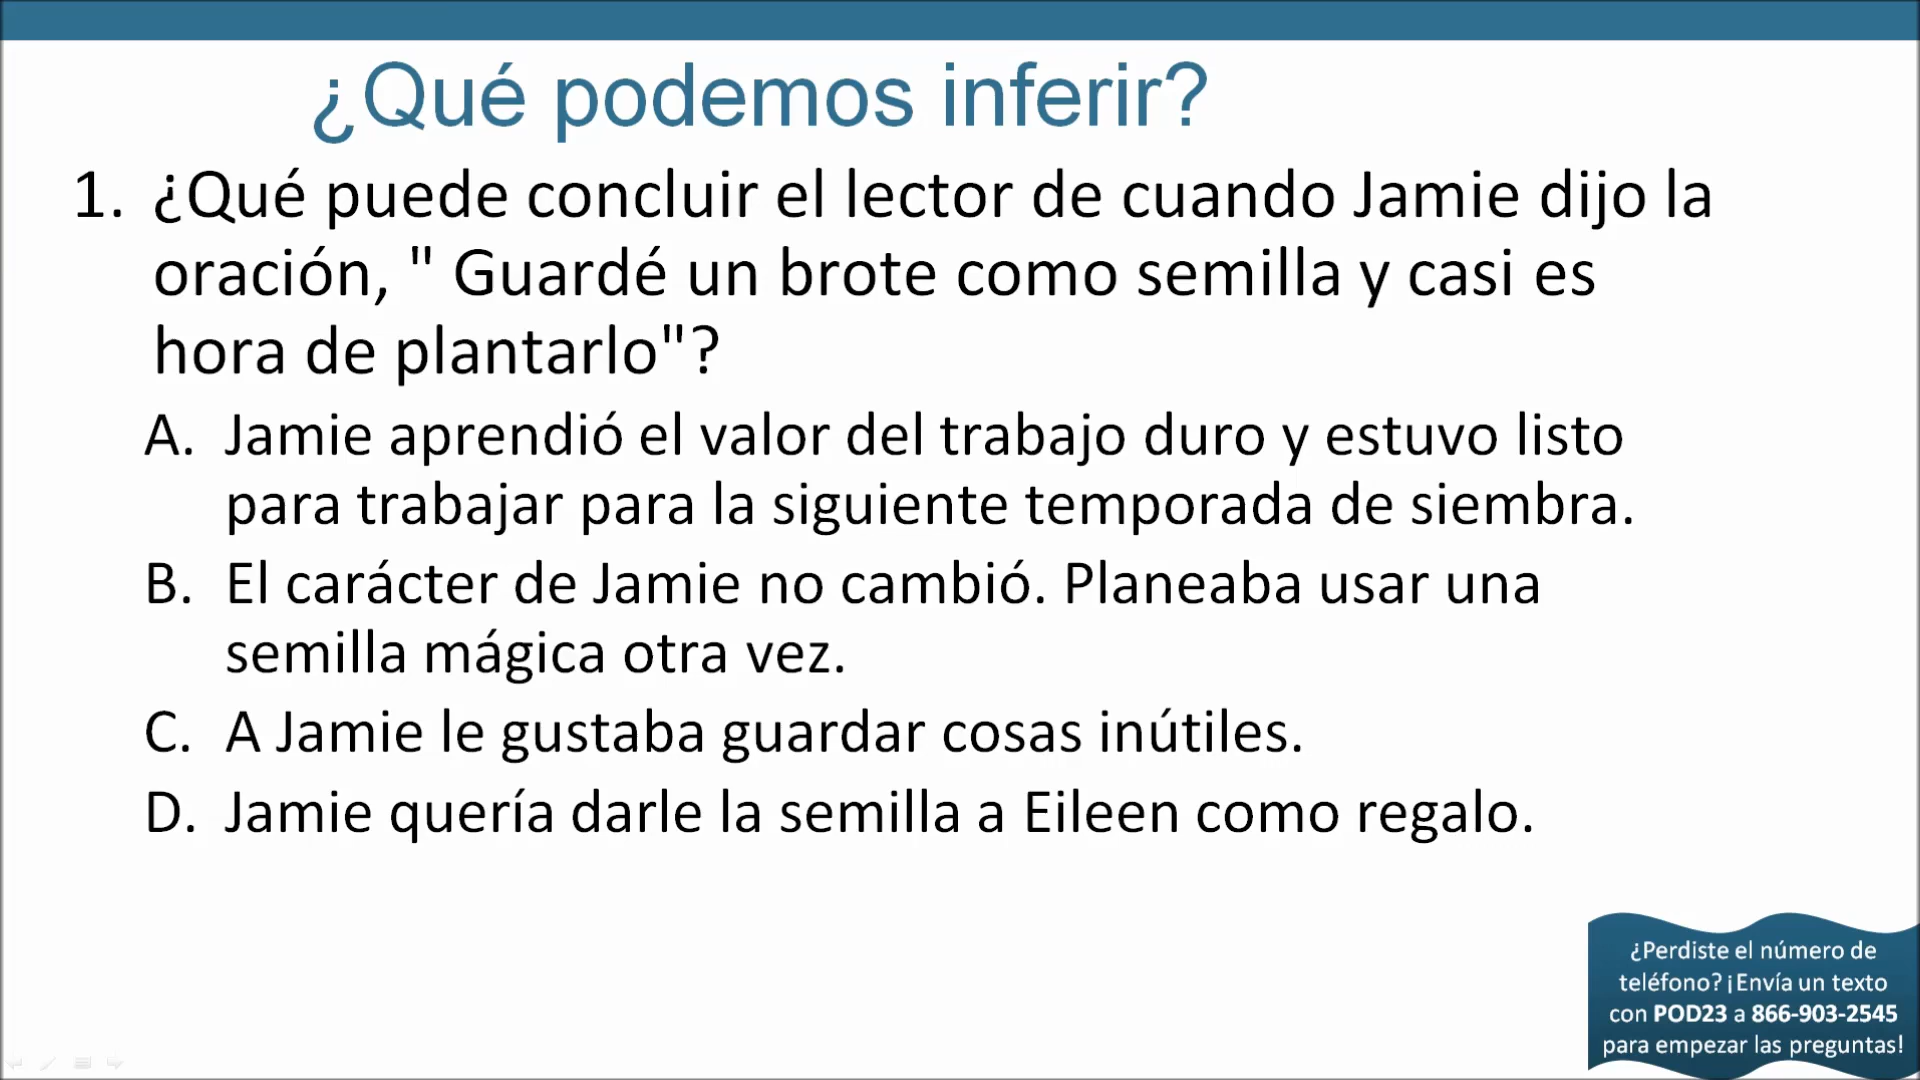 ¿Qué podemos inferir?
1. ¿Qué puede concluir el lector de cuando Jamie dijo la
oración, " Guardé un brote como semilla y casi es
hora de plantarlo"?
A. Jamie aprendió el valor del trabajo duro y estuvo listo
para trabajar para la siguiente temporada de siembra.
B. El carácter de Jamie no cambió. Planeaba usar una
semilla mágica otra vez.
C. A Jamie le gustaba guardar cosas inútiles.
D. Jamie quería darle la semilla a Eileen como regalo.
¿Perdiste el número de
teléfono? ¡Envía un texto
con POD23 a 866-903-2545
para empezar las preguntas!